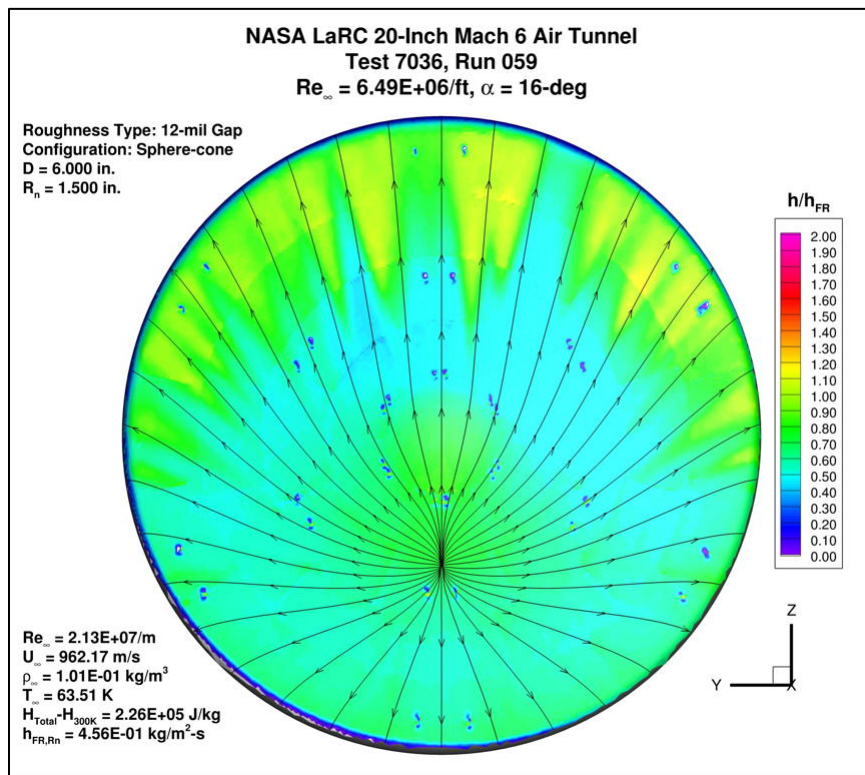 NASA LaRC 20-Inch Mach 6 Air Tunnel
Test 7036, Run 059
Re∞ = 6.49E+06/ft, α = 16-deg
Roughness Type: 12-mil Gap
Configuration: Sphere-cone
D = 6.000 in.
Rn = 1.500 in.
h/hFR
2.00
1.90
1.80
1.70
1.60
1.50
1.40
1.30
1.20
1.10
1.00
0.90
0.80
0.70
0.60
0.50
0.40
0.30
0.20
0.10
0.00
Re∞ = 2.13E+07/m
U∞ = 962.17 m/s
ρ∞ = 1.01E-01 kg/m³
T∞ = 63.51 K
HTotal-H300K = 2.26E+05 J/kg
hFR,Rn = 4.56E-01 kg/m²-s
Z
Y
X